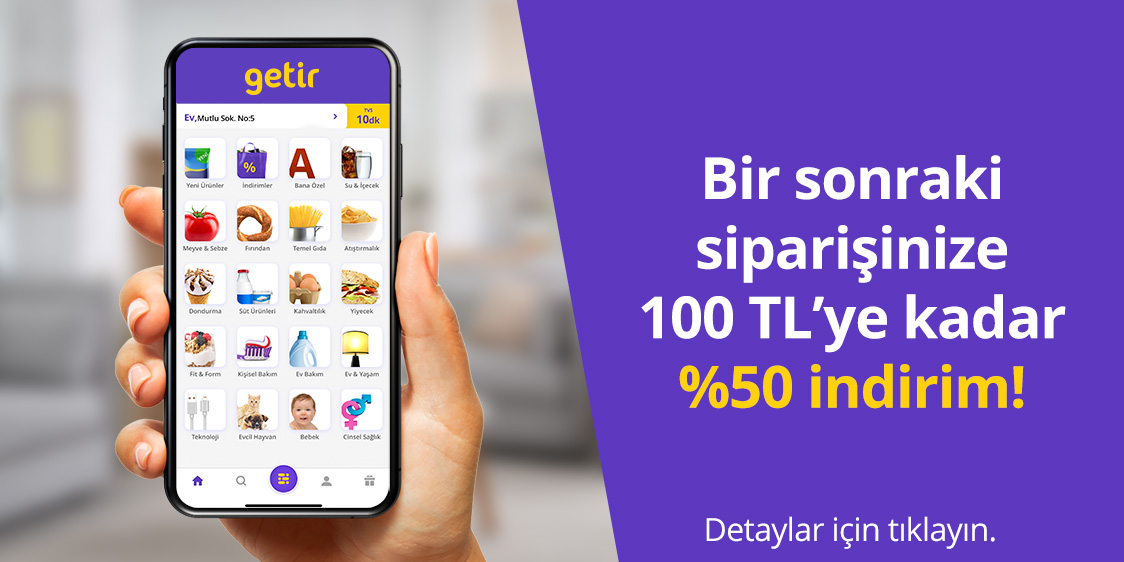 getir
Ev, Mutlu Sok. No:5
TVS
10dk
YENİ
%
A
Yeni Ürünler
İndirimler
Bana Özel
Su & İçecek
Meyve & Sebze
Fırından
Temel Gıda
Atıştırmalık
Dondurma
Süt Ürünleri
Kahvaltılık
Yiyecek
Fit & Form
Kişisel Bakım
Ev Bakım
Ev & Yaşam
Teknoloji
Evcil Hayvan
Bebek
Cinsel Sağlık
Bir sonraki
siparişinize
100 TL’ye kadar
%50 indirim!
Detaylar için tıklayın.